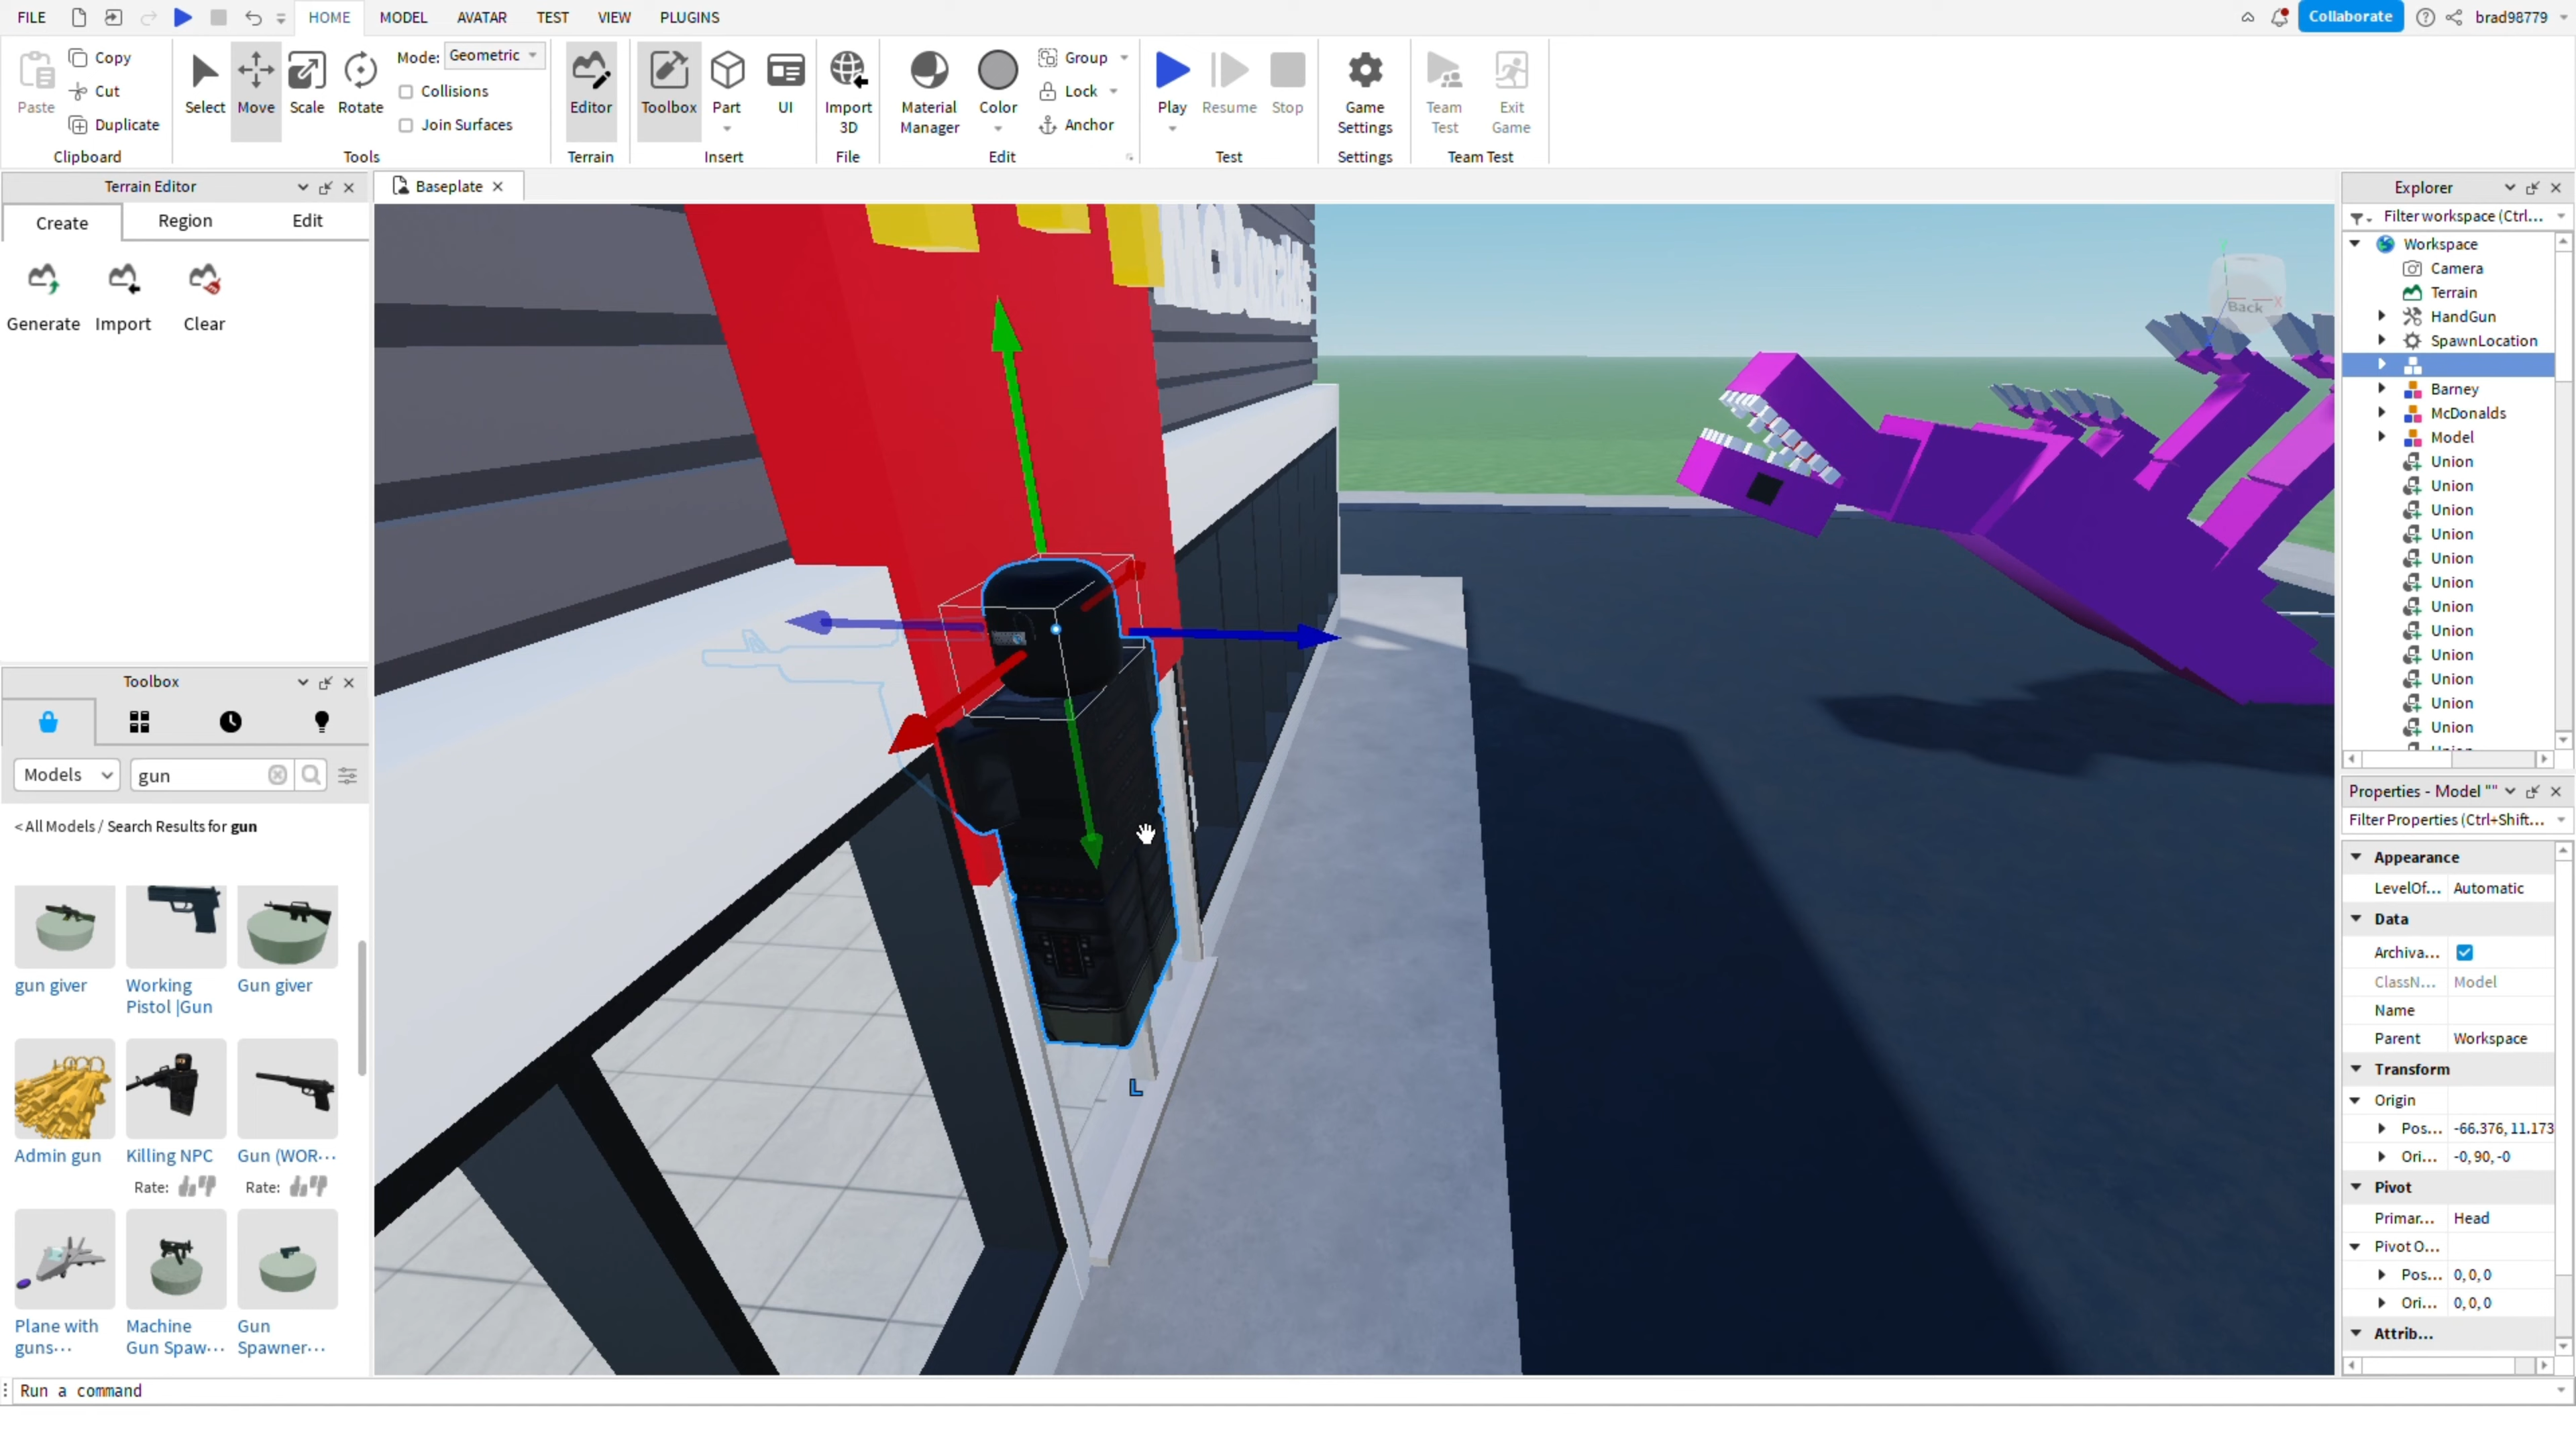 FILE HOME MODEL AVATAR TEST VIEW PLUGINS Collaborate brad98779
Paste
Copy
Cut
Duplicate
Clipboard
Select Move Scale Rotate
Mode: Geometric
Collisions
Join Surfaces
Tools
Editor
Terrain
Toolbox Part UI
Insert
Import 3D
File
Material Manager
Color
Group
Lock
Anchor
Edit
Play Resume Stop
Test
Game Settings
Settings
Team Test
Exit Game
Team Test
Terrain Editor
Create Region Edit
Generate Import Clear
Toolbox
Models gun
< All Models / Search Results for gun
gun giver
Working Pistol |Gun
Gun giver
Admin gun
Killing NPC
Gun (WOR···
Rate:
Rate:
Plane with guns···
Machine Gun Spaw···
Gun Spawner···
Baseplate
Back
X
L
Explorer
Filter workspace (Ctrl...
Workspace
Camera
Terrain
HandGun
SpawnLocation
Barney
McDonalds
Model
Union
Union
Union
Union
Union
Union
Union
Union
Union
Union
Union
Union
Properties - Model ""
Filter Properties (Ctrl+Shift...
Appearance
LevelOf... Automatic
Data
Archiva...
ClassN... Model
Name
Parent Workspace
Transform
Origin
Pos... -66.376, 11.173
Ori... -0, 90, -0
Pivot
Primar... Head
Pivot O...
Pos... 0, 0, 0
Ori... 0, 0, 0
Attrib...
Run a command